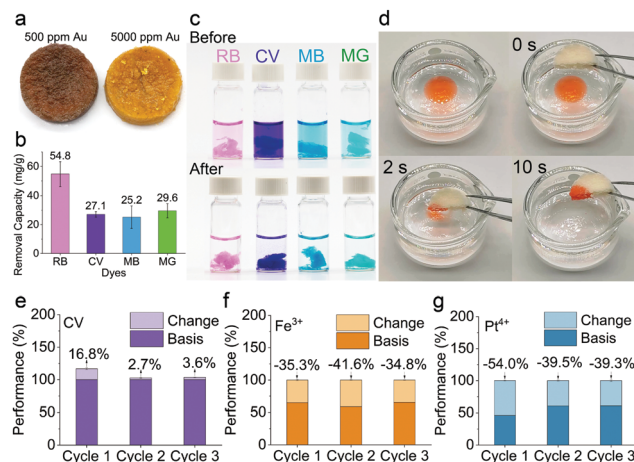 a
500 ppm Au
5000 ppm Au
b
Removal Capacity (mg/g)
60
40
20
0
54.8
27.1
25.2
29.6
RB
CV
MB
MG
Dyes
c
Before
RB
CV
MB
MG
After
d
0 s
2 s
10 s
e
Performance (%)
200
150
100
50
0
CV
Change
Basis
16.8%
2.7%
3.6%
Cycle 1
Cycle 2
Cycle 3
f
Performance (%)
200
150
100
50
0
Fe³⁺
Change
Basis
-35.3%
-41.6%
-34.8%
Cycle 1
Cycle 2
Cycle 3
g
Performance (%)
200
150
100
50
0
Pt⁴⁺
Change
Basis
-54.0%
-39.5%
-39.3%
Cycle 1
Cycle 2
Cycle 3